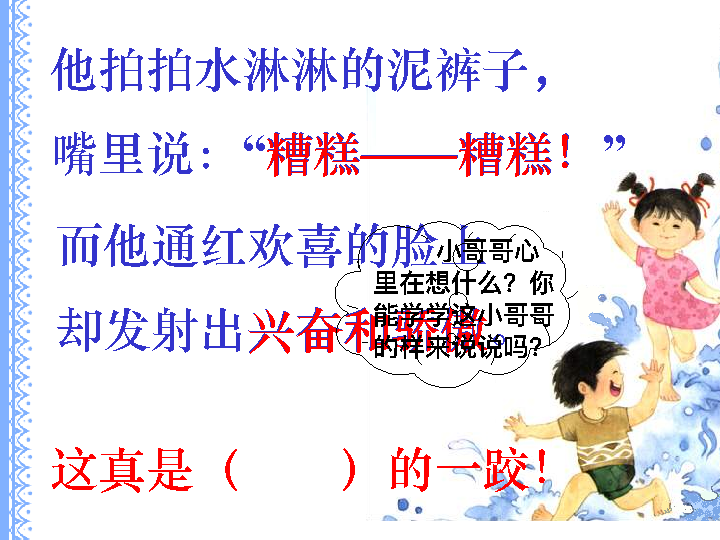 他拍拍水淋淋的泥裤子，
嘴里说：“糟糕——糟糕！”
而他通红欢喜的脸上
却发射出兴奋和骄傲。
小哥哥心
里在想什么？你
能学学这小哥哥
的样来说说吗？
这真是（　　）的一跤！